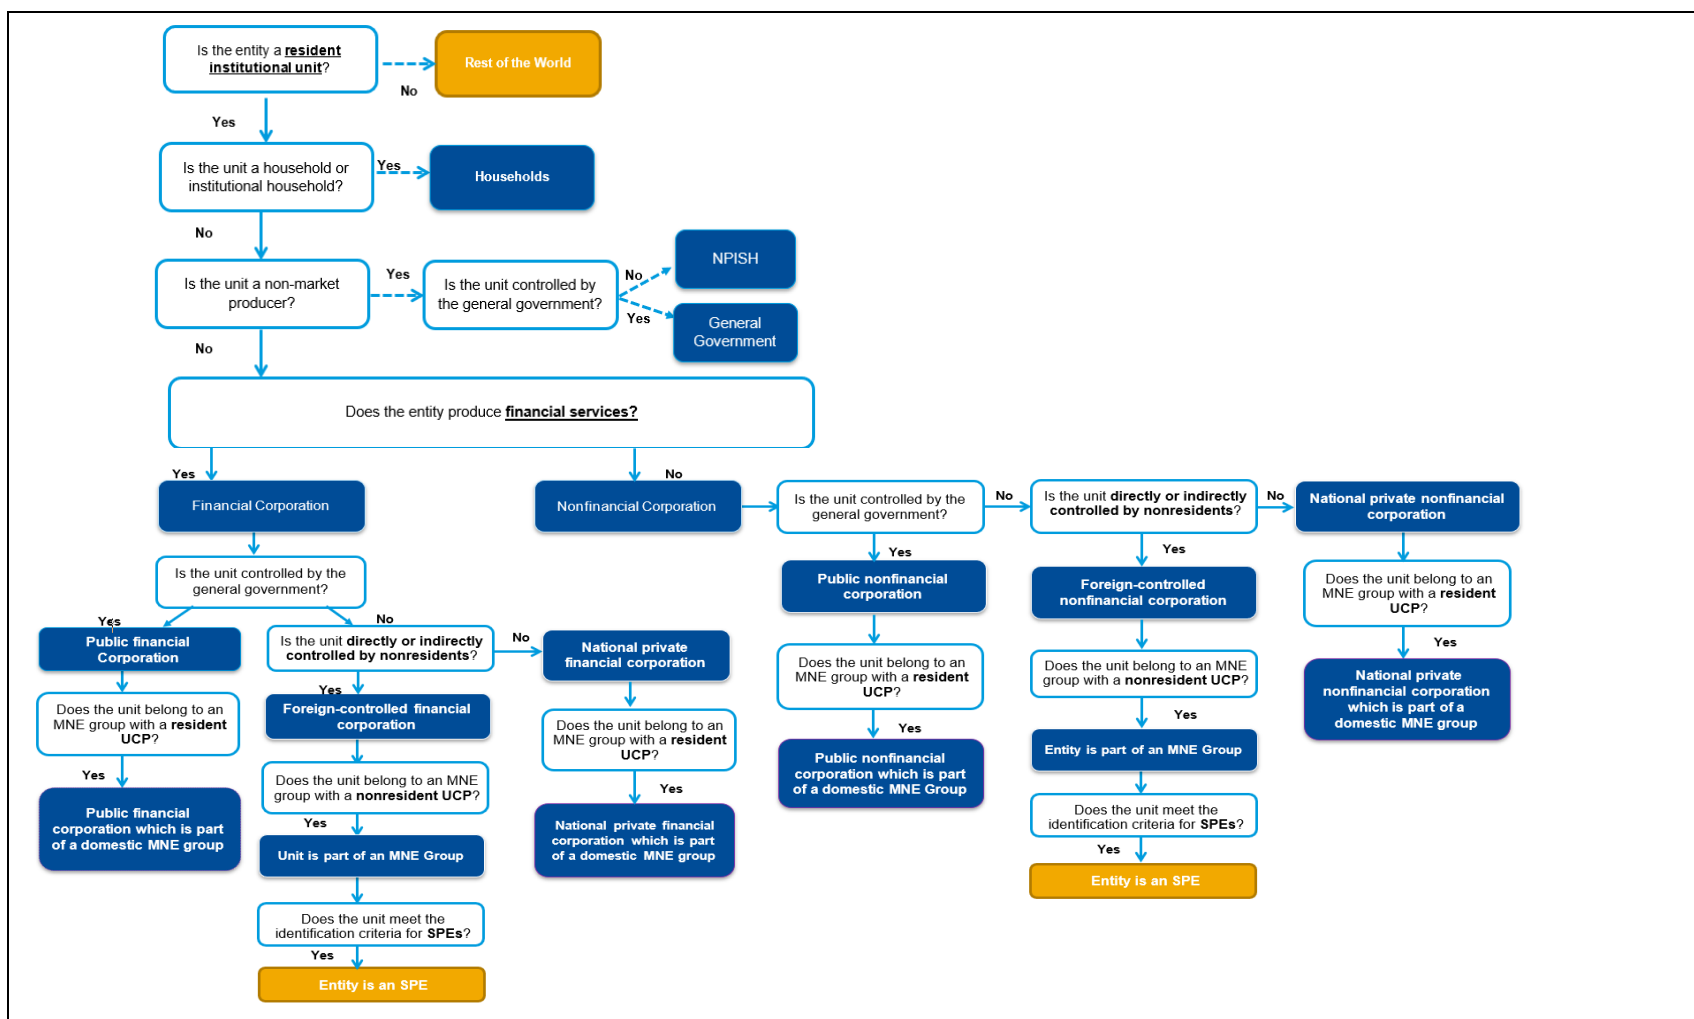 Is the entity a resident
institutional unit?
No
Rest of the World
Yes
Is the unit a household or
institutional household?
Yes
Households
No
Is the unit a non-market
producer?
Yes
Is the unit controlled by
the general government?
No
NPISH
Yes
General
Government
No
Does the entity produce financial services?
Yes
Financial Corporation
No
Nonfinancial Corporation
Is the unit controlled by the
general government?
No
Is the unit directly or indirectly
controlled by nonresidents?
No
National private nonfinancial
corporation
Yes
Public nonfinancial
corporation
Yes
Foreign-controlled
nonfinancial corporation
Does the unit belong to an
MNE group with a resident
UCP?
Is the unit controlled by the
general government?
Yes
Public financial
Corporation
No
Is the unit directly or indirectly
controlled by nonresidents?
No
National private
financial corporation
Does the unit belong to an
MNE group with a resident
UCP?
Does the unit belong to an MNE
group with a nonresident UCP?
Yes
National private
nonfinancial corporation
which is part of a
domestic MNE group
Does the unit belong to an
MNE group with a resident
UCP?
Yes
Foreign-controlled financial
corporation
Does the unit belong to an
MNE group with a resident
UCP?
Yes
Public nonfinancial
corporation which is part
of a domestic MNE Group
Yes
Entity is part of an MNE Group
Yes
Public financial
corporation which is part
of a domestic MNE group
Does the unit belong to an MNE
group with a nonresident UCP?
Yes
National private financial
corporation which is part
of a domestic MNE group
Does the unit meet the
identification criteria for SPEs?
Yes
Unit is part of an MNE Group
Yes
Entity is an SPE
Does the unit meet the
identification criteria for SPEs?
Yes
Entity is an SPE